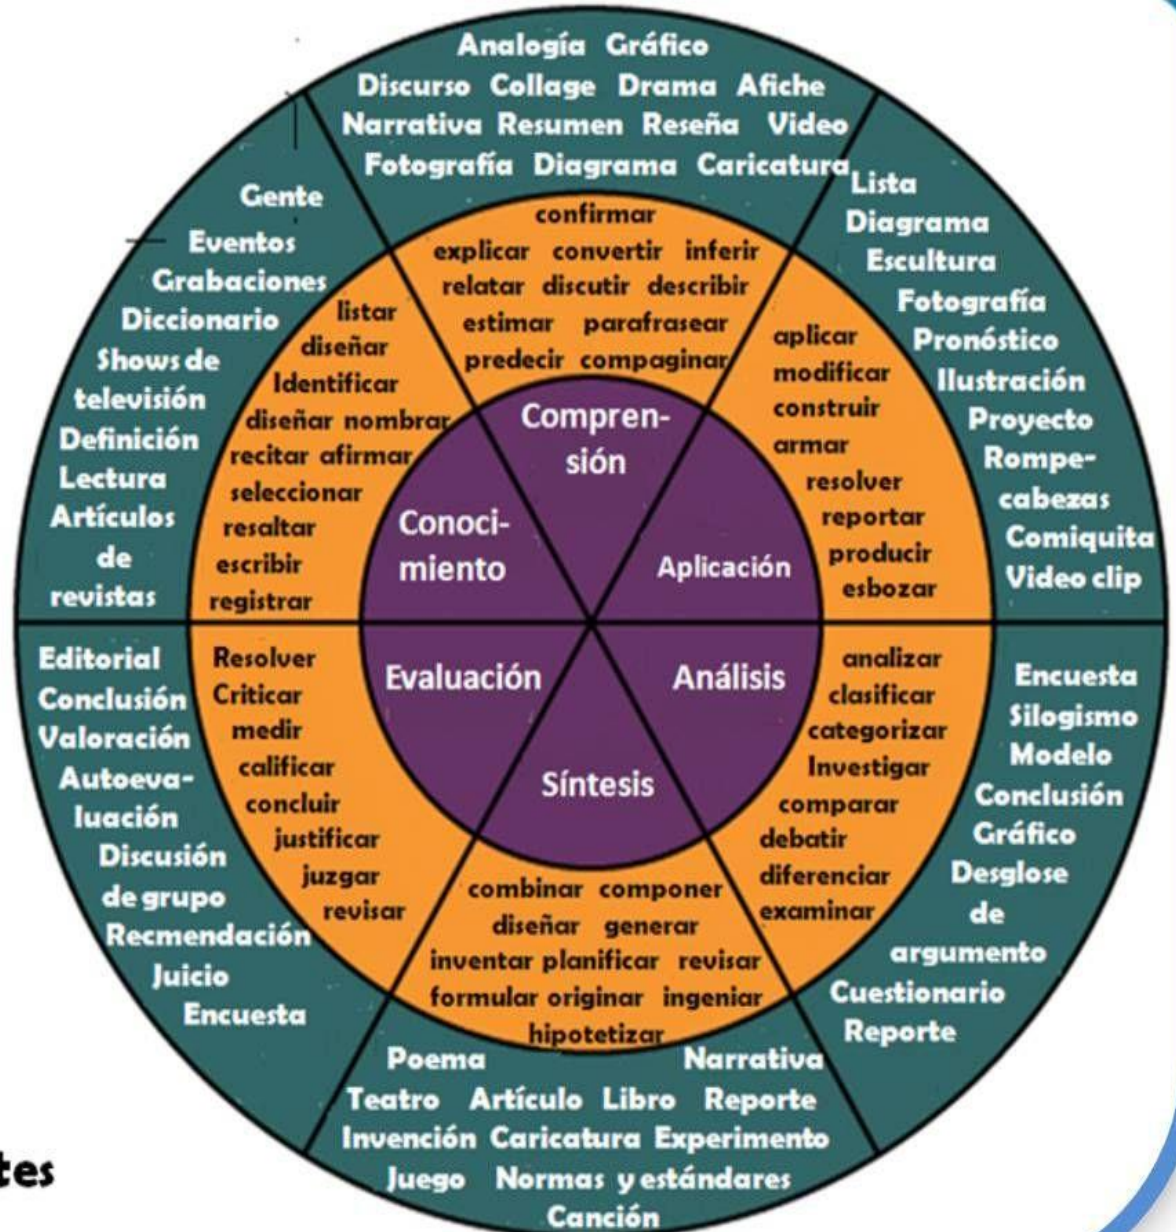 Analogía Gráfico
Discurso Collage Drama Afiche
Narrativa Resumen Reseña Video
Fotografía Diagrama Caricatura
confirmar
explicar convertir inferir
relatar discutir describir
estimar parafrasear
predecir compaginar
Compren-
sión
Lista
Diagrama
Escultura
Fotografía
Pronóstico
Ilustración
Proyecto
Rompe-
cabezas
Comiquita
Video clip
aplicar
modificar
construir
armar
resolver
reportar
producir
esbozar
Aplicación
Encuesta
Silogismo
Modelo
Conclusión
Gráfico
Desglose
de
argumento
Cuestionario
Reporte
analizar
clasificar
categorizar
Investigar
comparar
debatir
diferenciar
examinar
Análisis
Síntesis
combinar componer
diseñar generar
inventar planificar revisar
formular originar ingeniar
hipotetizar
Poema Narrativa
Teatro Artículo Libro Reporte
Invención Caricatura Experimento
Juego Normas y estándares
Canción
Evaluación
Resolver
Criticar
medir
calificar
concluir
justificar
juzgar
revisar
Editorial
Conclusión
Valoración
Autoeva-
luación
Discusión
de grupo
Recmendación
Juicio
Encuesta
Conoci-
miento
listar
diseñar
Identificar
diseñar nombrar
recitar afirmar
seleccionar
resaltar
escribir
registrar
Gente
Eventos
Grabaciones
Diccionario
Shows de
televisión
Definición
Lectura
Artículos
de
revistas
tes